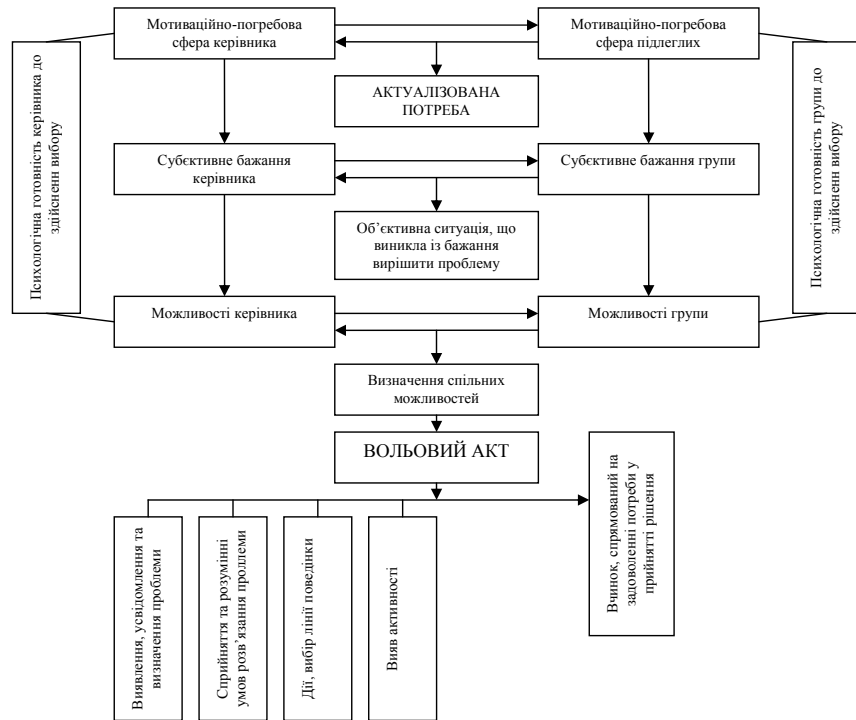 Мотиваційно-погребова
сфера керівника
Мотиваційно-погребова
сфера підлеглих
Психологічна готовність керівника до
здійсненн вибору
АКТУАЛІЗОВАНА
ПОТРЕБА
Психологічна готовність групи до
здійсненн вибору
Субєктивне бажання
керівника
Субєктивне бажання групи
Об’єктивна ситуація, що
виникла із бажання
вирішити проблему
Можливості керівника
Можливості групи
Визначення спільних
можливостей
ВОЛЬОВИЙ АКТ
Виявлення, усвідомлення та
визначення проблеми
Сприйняття та розумінні
умов розв’язання проллеми
Дії, вибір лінії поведінки
Вияв активності
Вчинок, спрямований на
задоволенні потреби у
прийнятті рішення